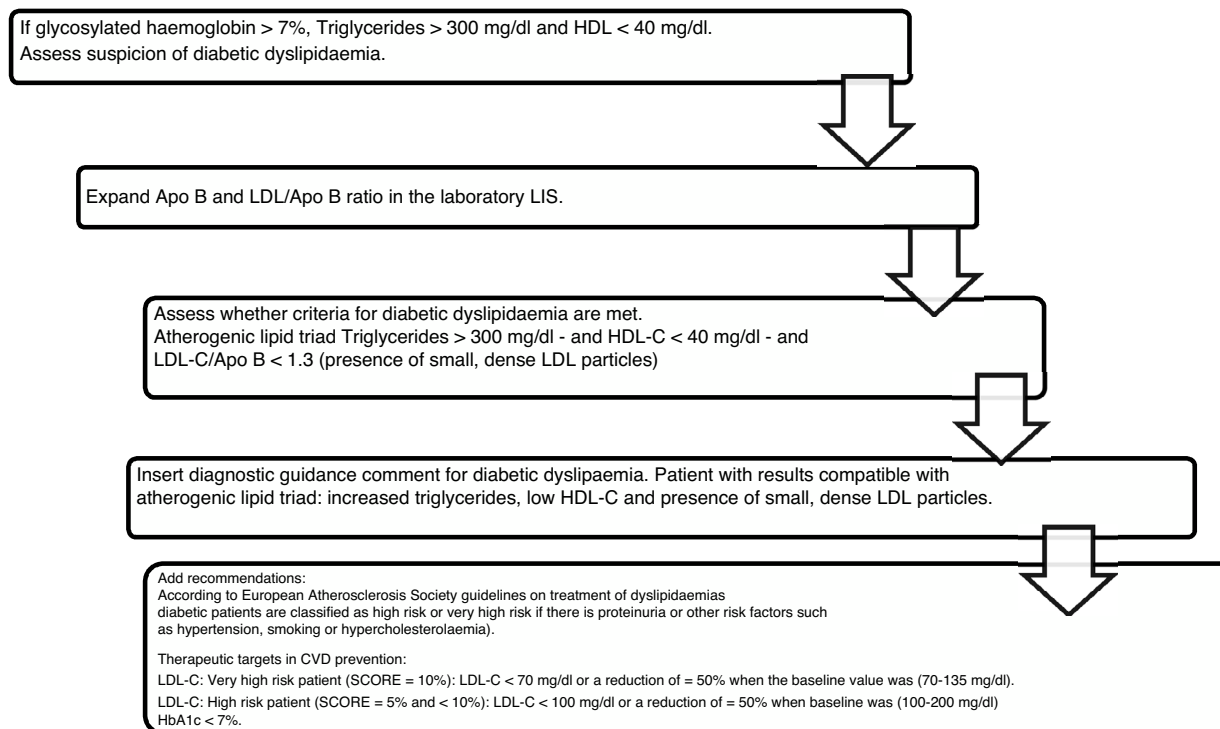 If glycosylated haemoglobin > 7%, Triglycerides > 300 mg/dl and HDL < 40 mg/dl.
Assess suspicion of diabetic dyslipidaemia.
Expand Apo B and LDL/Apo B ratio in the laboratory LIS.
Assess whether criteria for diabetic dyslipidaemia are met.
Atherogenic lipid triad Triglycerides > 300 mg/dl - and HDL-C < 40 mg/dl - and
LDL-C/Apo B < 1.3 (presence of small, dense LDL particles)
Insert diagnostic guidance comment for diabetic dyslipaemia. Patient with results compatible with
atherogenic lipid triad: increased triglycerides, low HDL-C and presence of small, dense LDL particles.
Add recommendations:
According to European Atherosclerosis Society guidelines on treatment of dyslipidaemias
diabetic patients are classified as high risk or very high risk if there is proteinuria or other risk factors such
as hypertension, smoking or hypercholesterolaemia).
Therapeutic targets in CVD prevention:
LDL-C: Very high risk patient (SCORE = 10%): LDL-C < 70 mg/dl or a reduction of = 50% when the baseline value was (70-135 mg/dl).
LDL-C: High risk patient (SCORE = 5% and < 10%): LDL-C < 100 mg/dl or a reduction of = 50% when baseline was (100-200 mg/dl)
HbA1c < 7%.